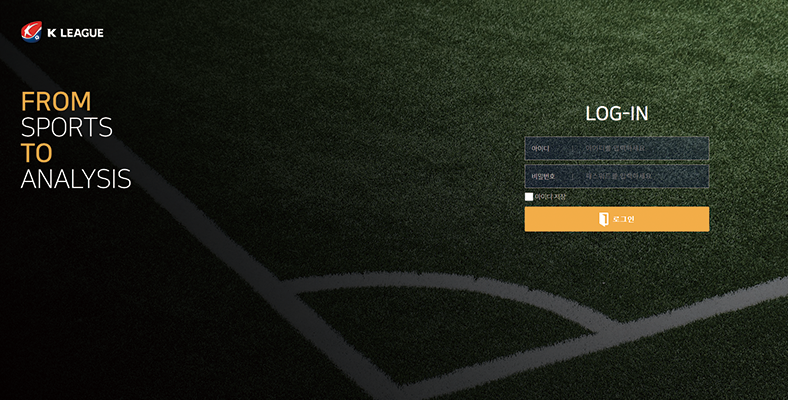 K LEAGUE
FROM
SPORTS
TO
ANALYSIS
LOG-IN
아이디
아이디를 입력하세요
비밀번호
패스워드를 입력하세요
아이디 저장
로그인